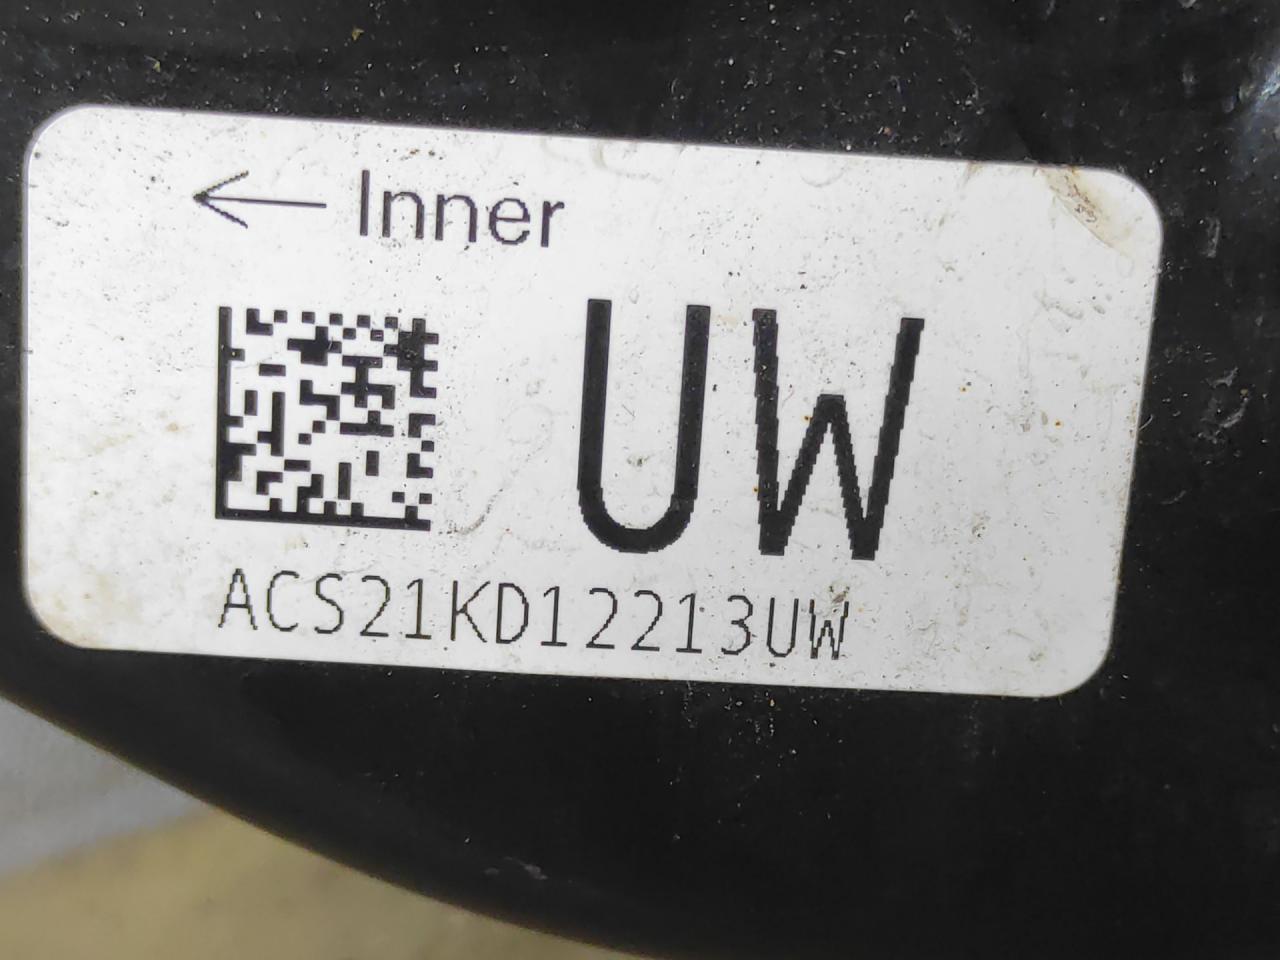 ← Inner
UW
ACS21KD12213UW